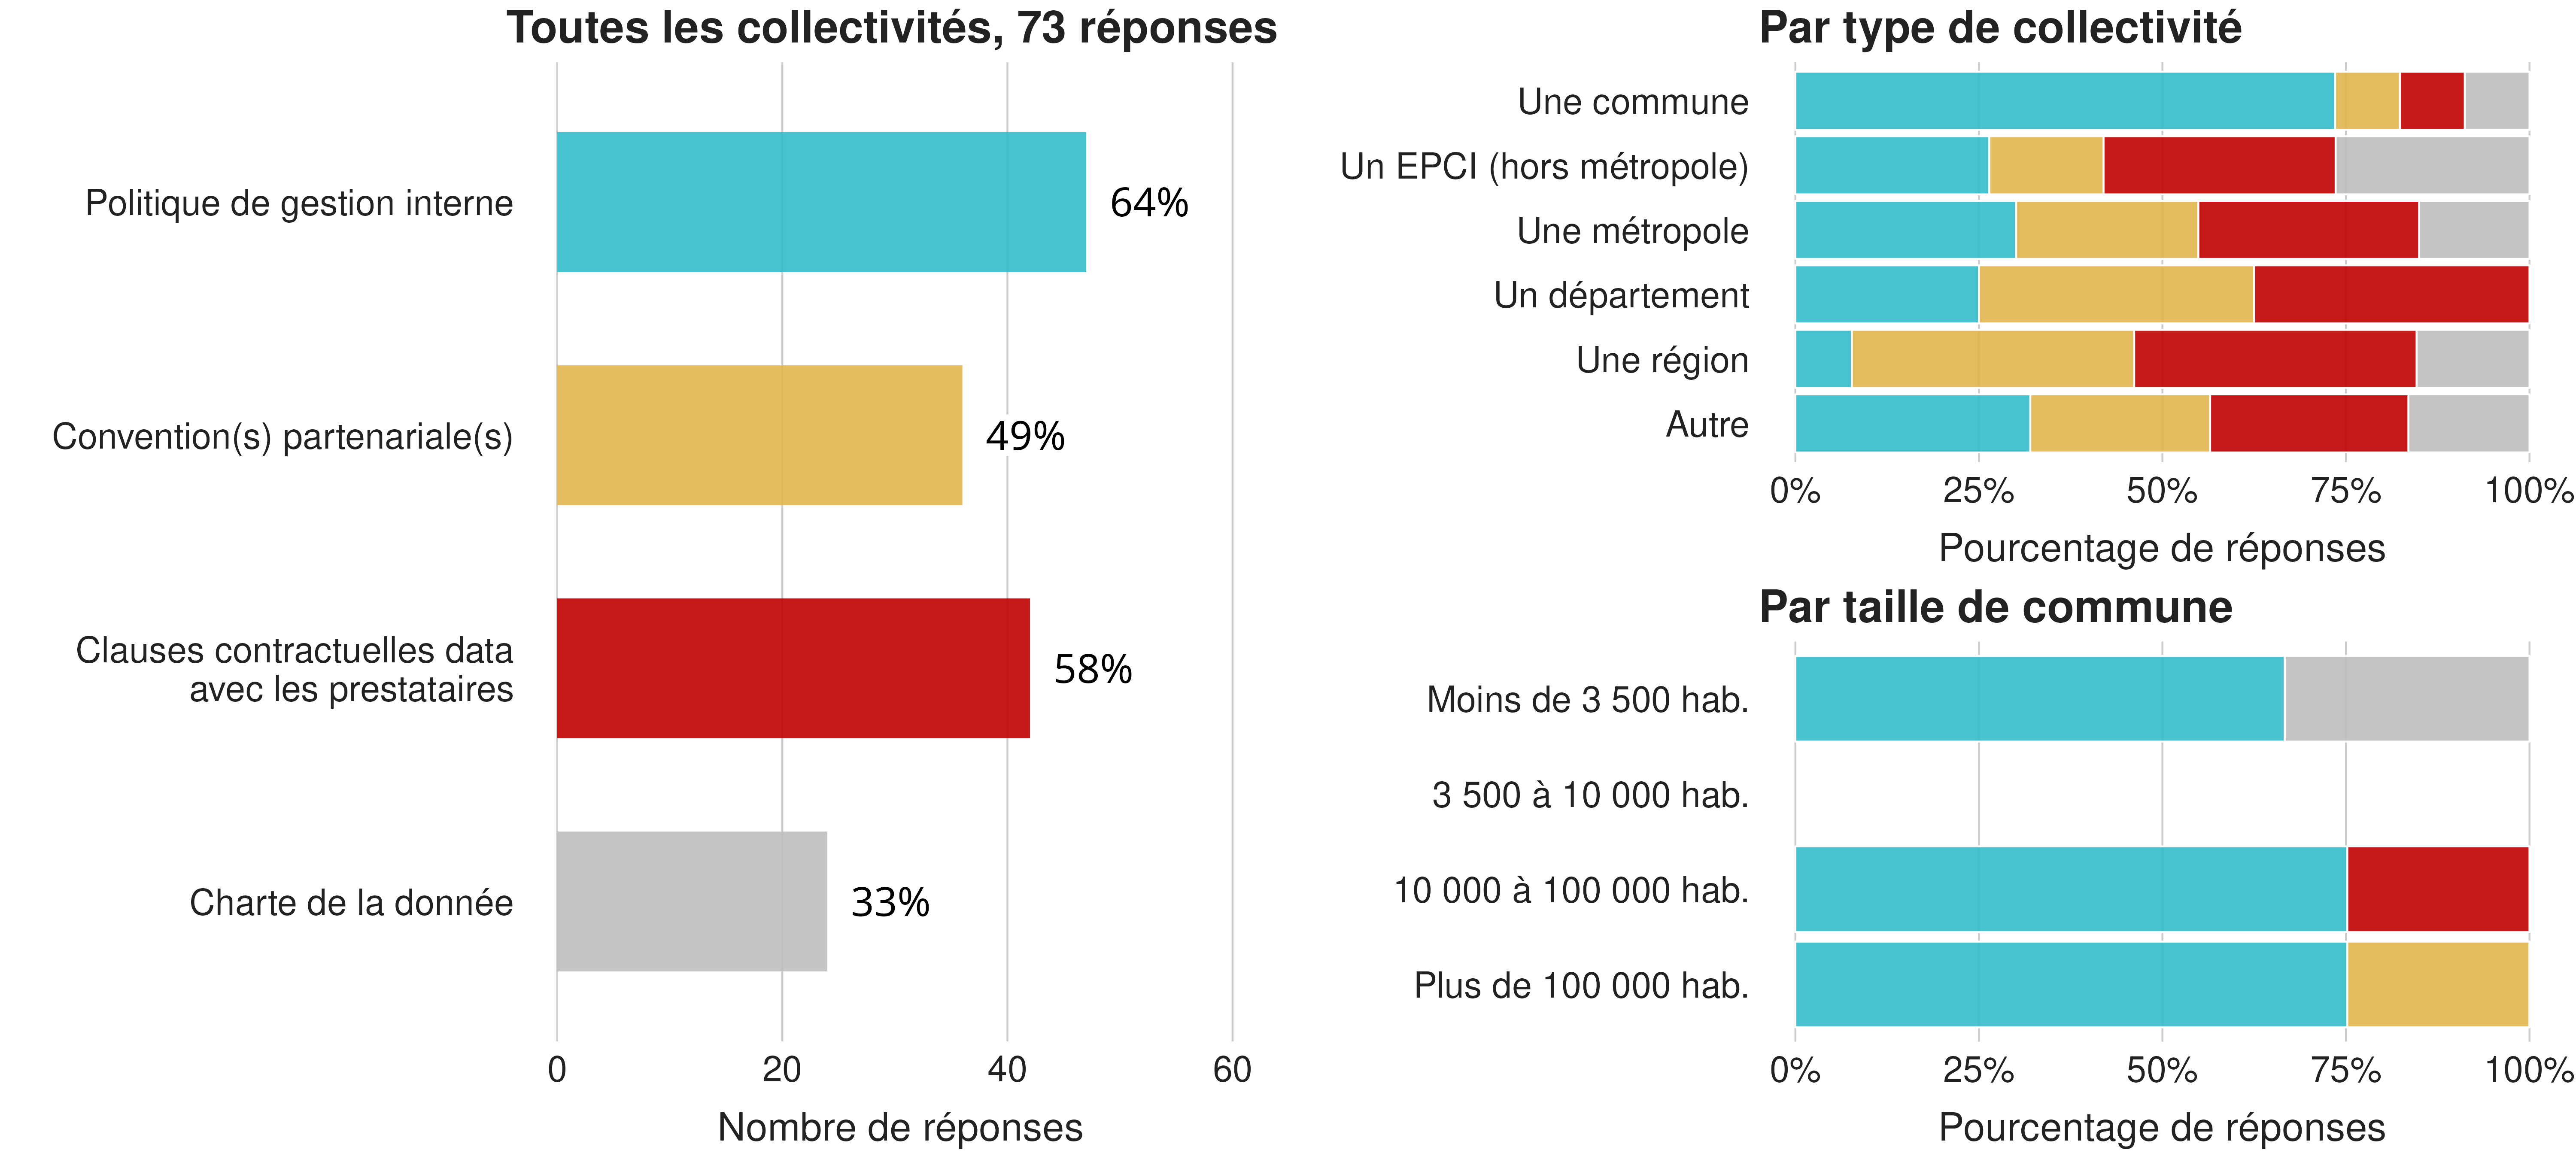 Toutes les collectivités, 73 réponses
Politique de gestion interne
64%
Convention(s) partenariale(s)
49%
Clauses contractuelles data
avec les prestataires
58%
Charte de la donnée
33%
0 20 40 60
Nombre de réponses
Par type de collectivité
Une commune
Un EPCI (hors métropole)
Une métropole
Un département
Une région
Autre
0% 25% 50% 75% 100%
Pourcentage de réponses
Par taille de commune
Moins de 3 500 hab.
3 500 à 10 000 hab.
10 000 à 100 000 hab.
Plus de 100 000 hab.
0% 25% 50% 75% 100%
Pourcentage de réponses